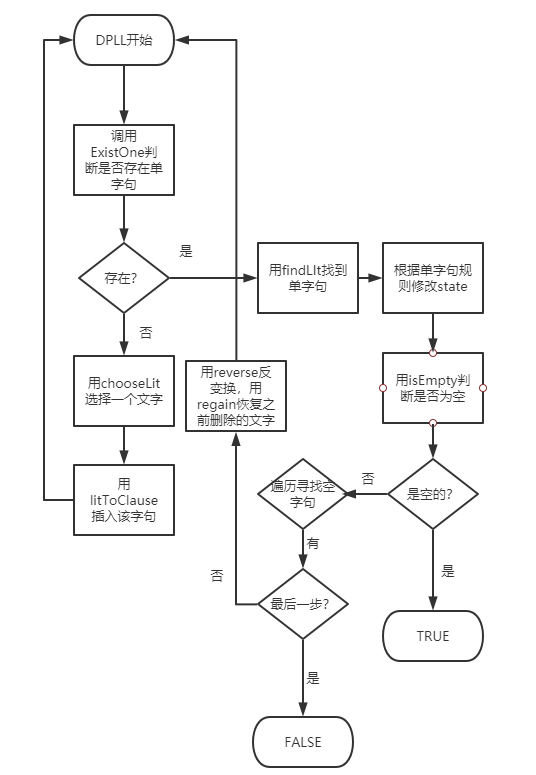 DPLL开始
调用
ExistOne判
断是否存在单
字句
存在?
是
否
用findLIt找到
单字句
根据单字句规
则修改state
用chooseLit
选择一个文字
用reverse反
变换，用
regain恢复之
前删除的文字
用isEmpty判
断是否为空
用
litToClause
插入该字句
遍历寻找空
字句
否
是空的?
有
是
否
最后一步?
TRUE
是
FALSE